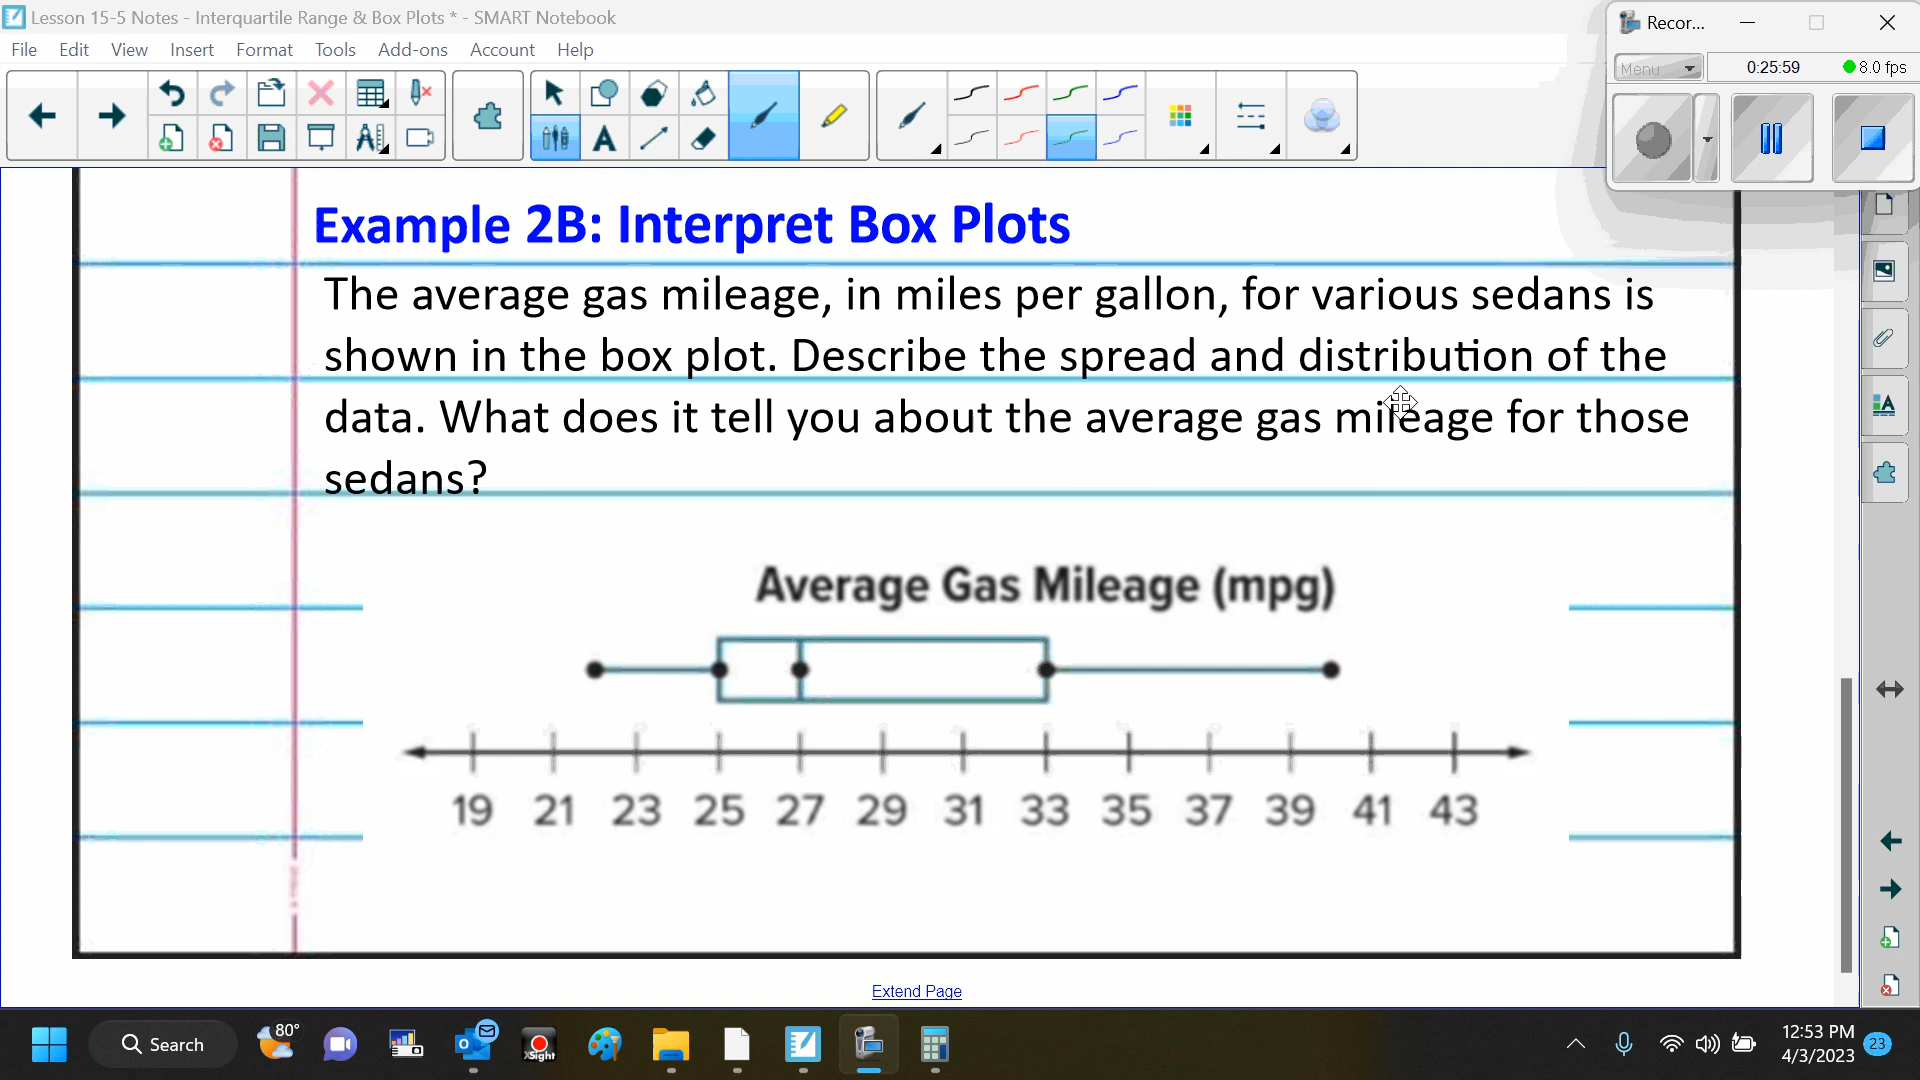 Lesson 15-5 Notes - Interquartile Range & Box Plots * - SMART Notebook
Recor...
File Edit View Insert Format Tools Add-ons Account Help
Menu 0:25:59 8.0 fps
Example 2B: Interpret Box Plots
The average gas mileage, in miles per gallon, for various sedans is
shown in the box plot. Describe the spread and distribution of the
data. What does it tell you about the average gas mileage for those
sedans?
Average Gas Mileage (mpg)
19 21 23 25 27 29 31 33 35 37 39 41 43
Extend Page
80°
Search
XSight
12:53 PM
4/3/2023
23